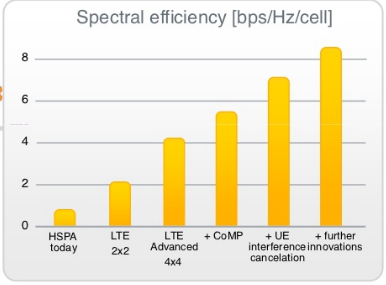 Spectral efficiency [bps/Hz/cell]
8
6
4
2
0
HSPA today
LTE 2x2
LTE Advanced 4x4
+ CoMP
+ UE interference cancelation
+ further innovations